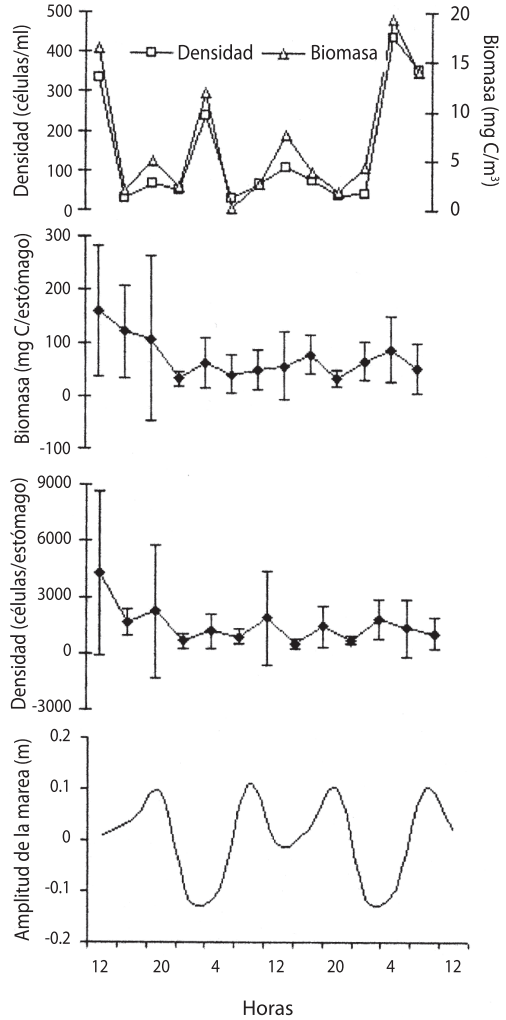 Densidad (células/ml)
500
400
300
200
100
0
Densidad
Biomasa
20
15
10
5
0
Biomasa (mg C/m³)
Biomasa (mg C/estómago)
300
200
100
0
-100
Densidad (células/estómago)
9000
6000
3000
0
-3000
Amplitud de la marea (m)
0.2
0.1
0
-0.1
-0.2
12 20 4 12 20 4 12
Horas